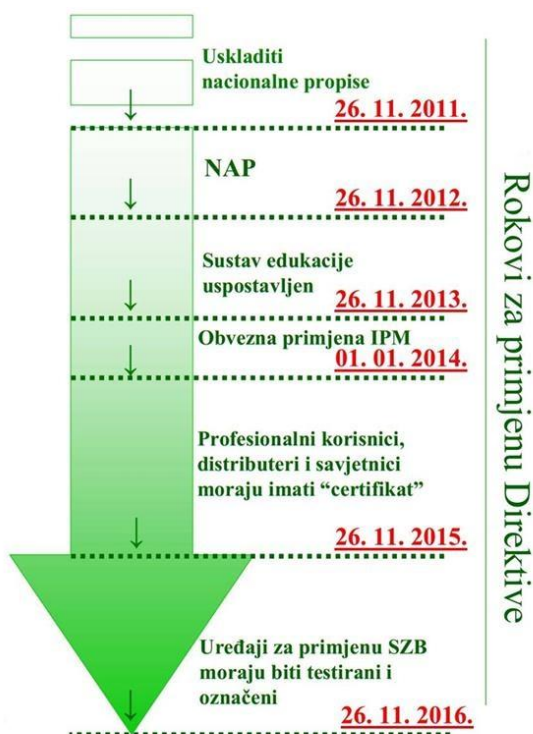 Uskladiti
nacionalne propise
26. 11. 2011.
NAP
26. 11. 2012.
Sustav edukacije
uspostavljen
26. 11. 2013.
Obvezna primjena IPM
01. 01. 2014.
Profesionalni korisnici,
distributeri i savjetnici
moraju imati “certifikat”
26. 11. 2015.
Uređaji za primjenu SZB
moraju biti testirani i
označeni
26. 11. 2016.
Rokovi za primjenu Direktive